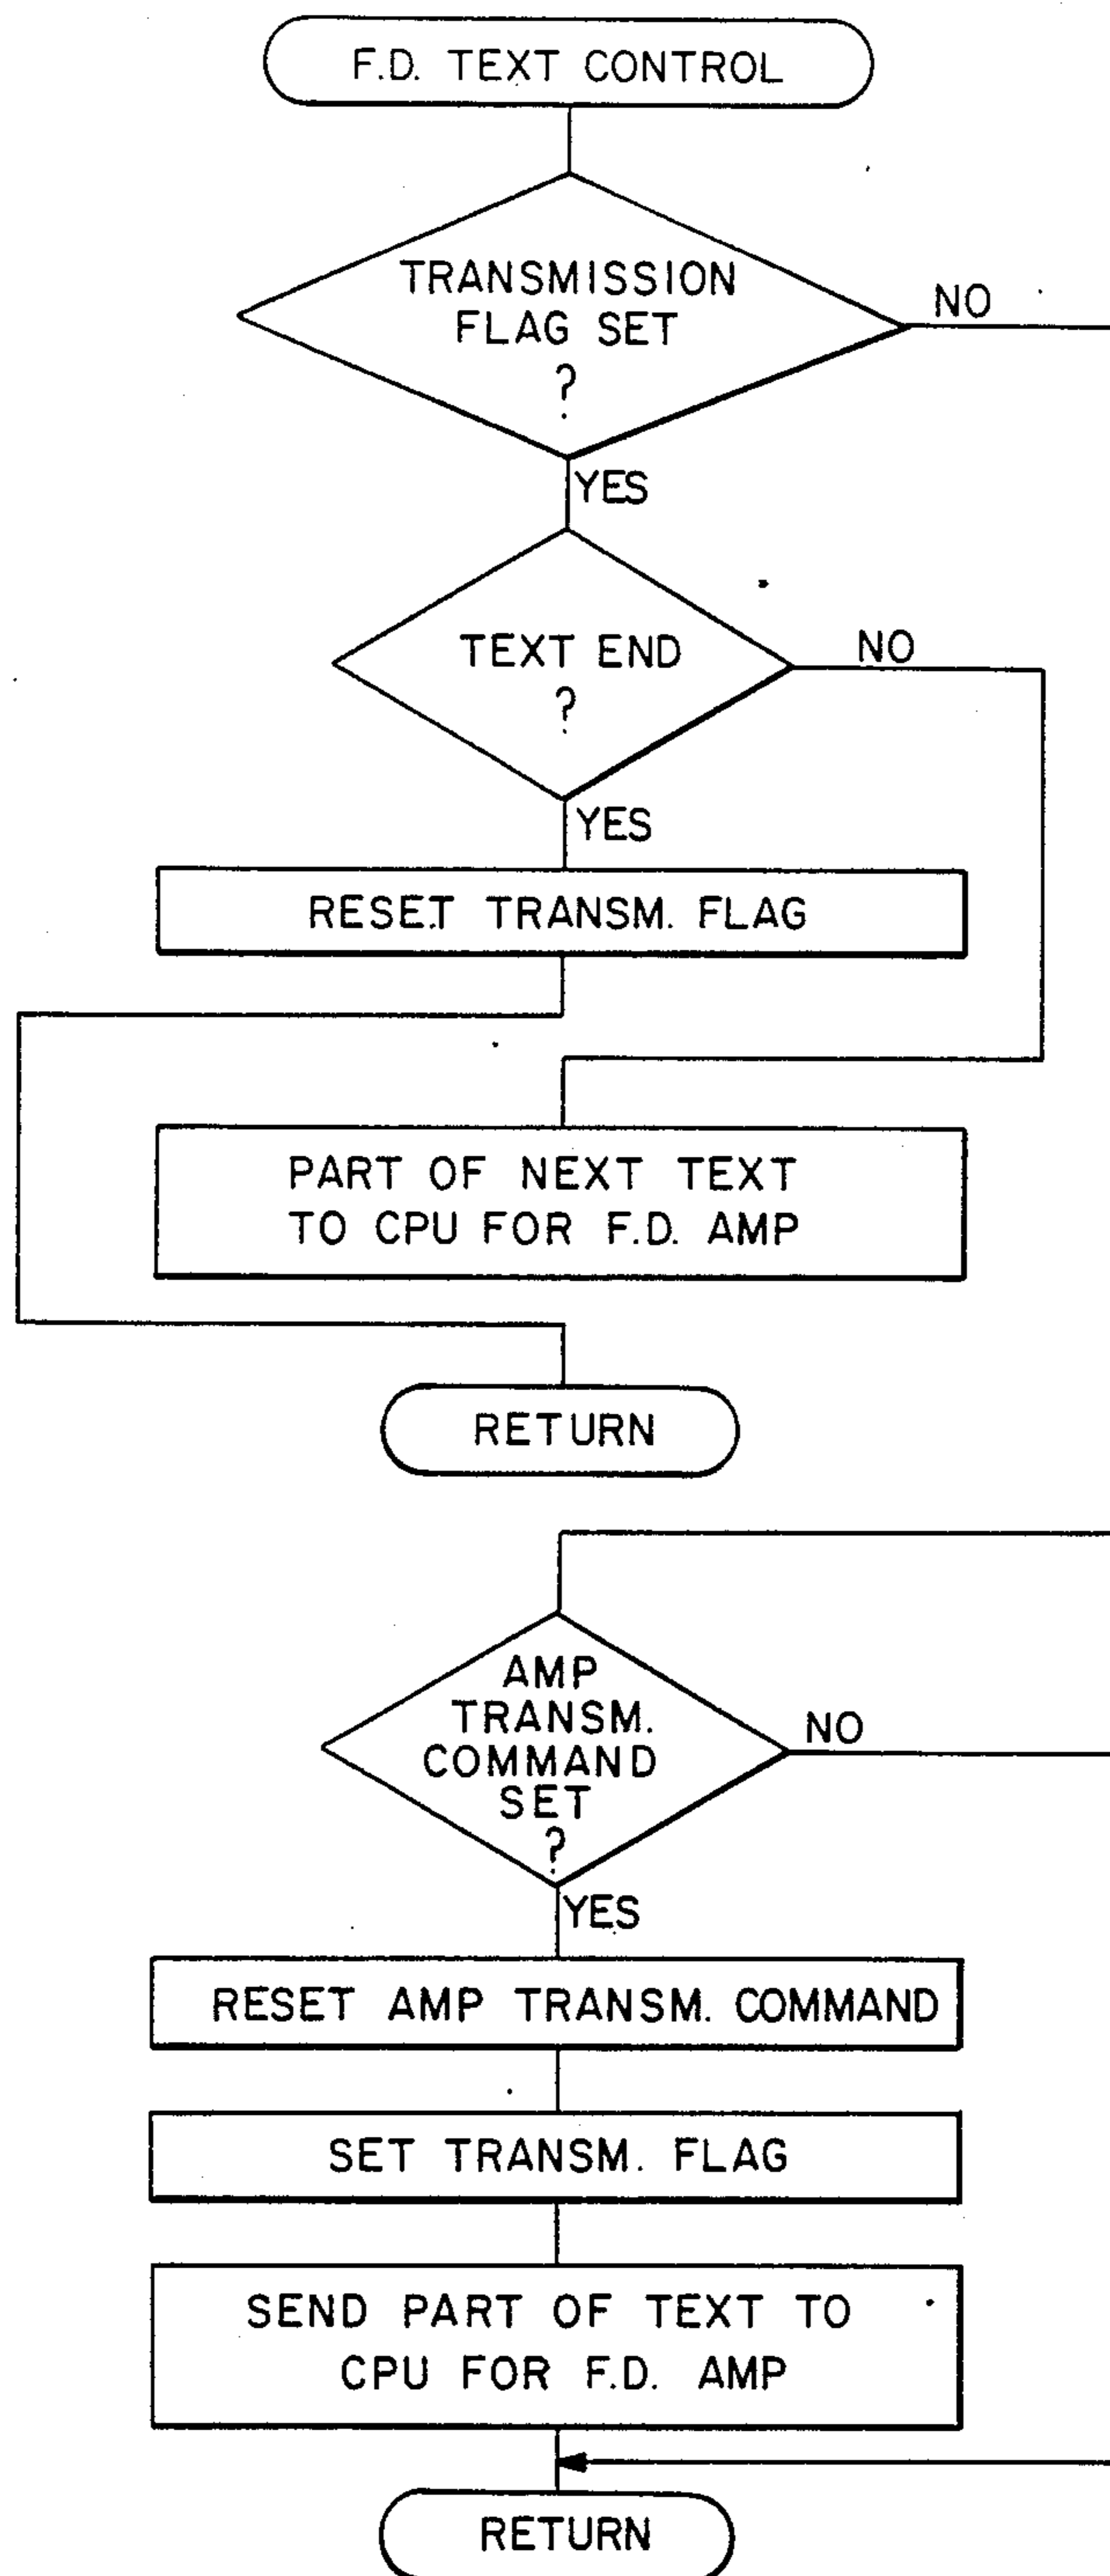 F.D. TEXT CONTROL
TRANSMISSION
FLAG SET
?
NO
YES
TEXT END
?
NO
YES
RESET TRANSM. FLAG
PART OF NEXT TEXT
TO CPU FOR F.D. AMP
RETURN
AMP
TRANSM.
COMMAND
SET
?
NO
YES
RESET AMP TRANSM. COMMAND
SET TRANSM. FLAG
SEND PART OF TEXT TO
CPU FOR F.D. AMP
RETURN